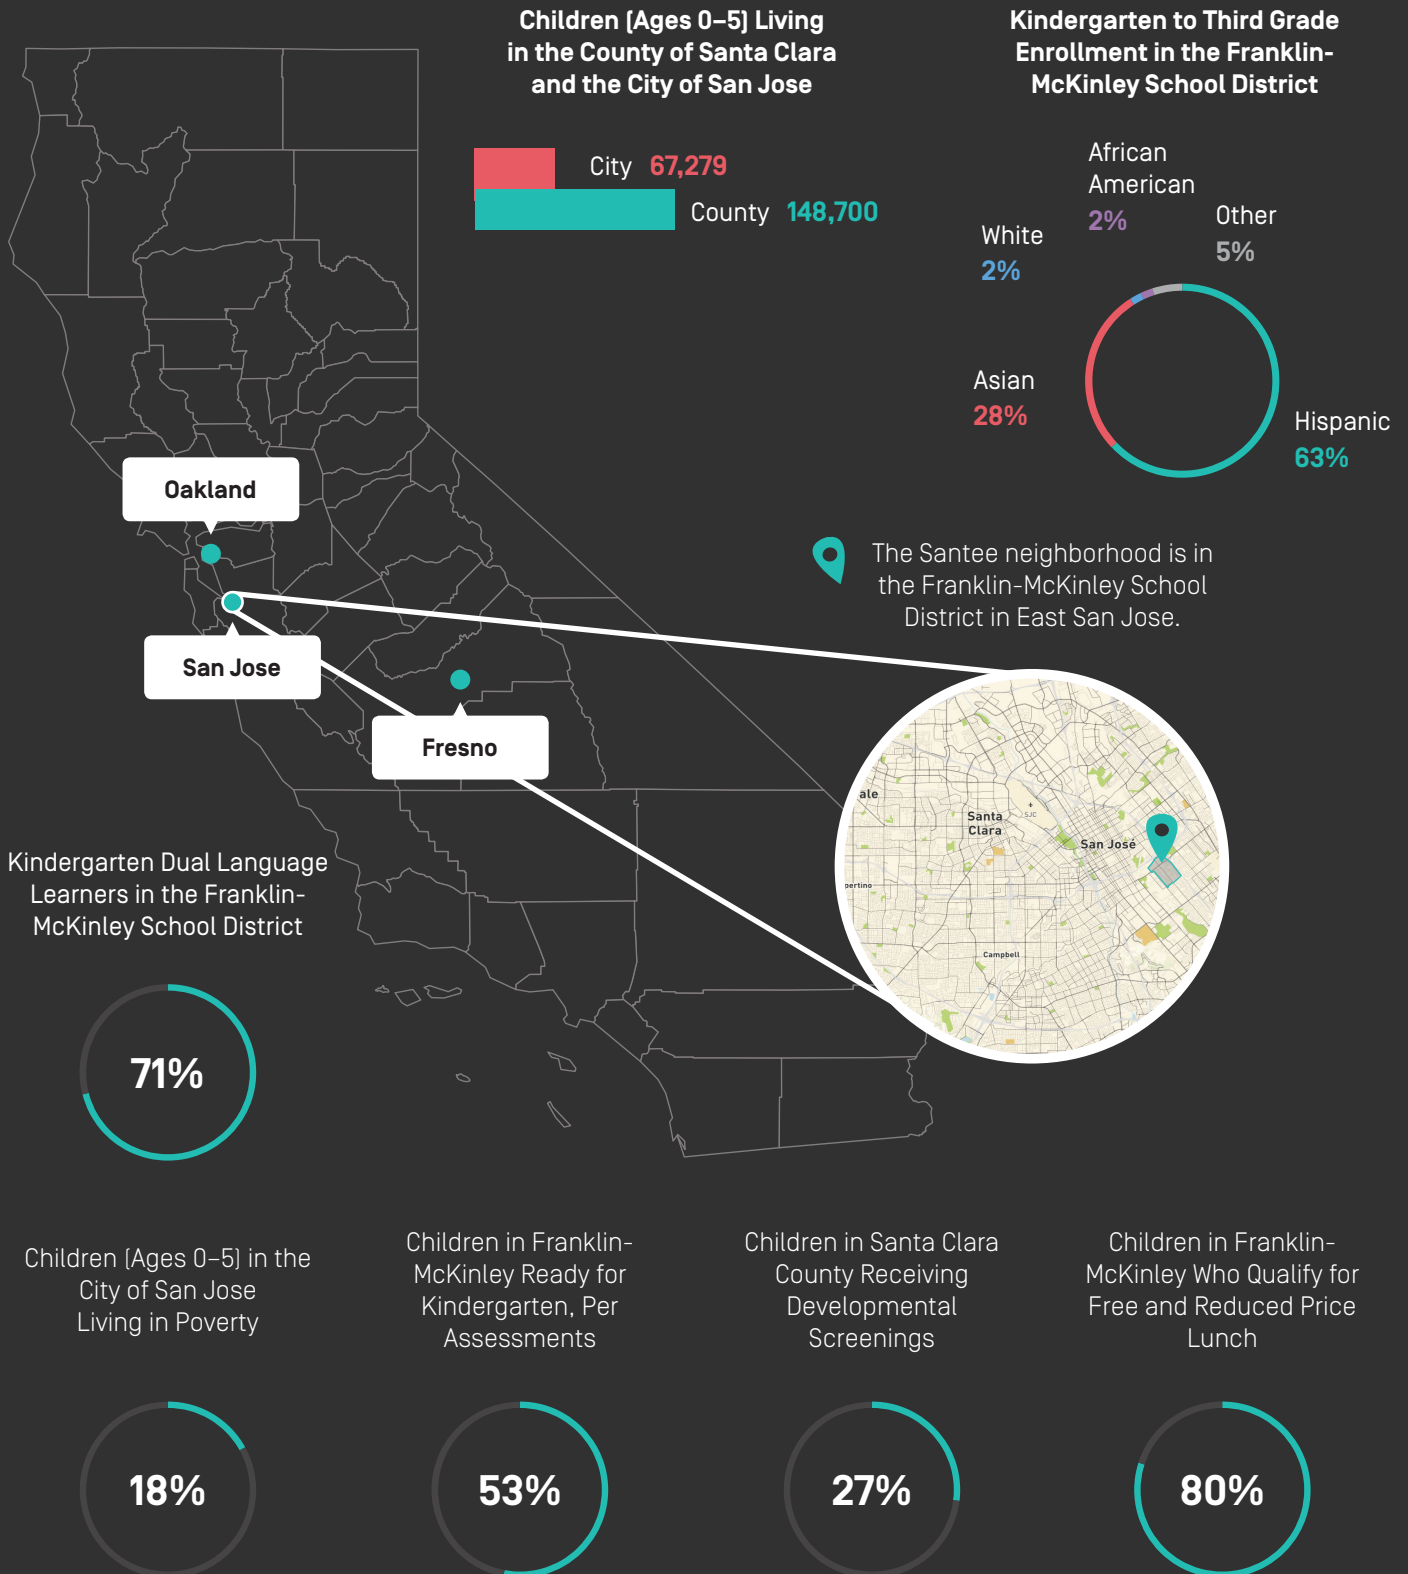 Children (Ages 0–5) Living
in the County of Santa Clara
and the City of San Jose
City 67,279
County 148,700
Kindergarten to Third Grade
Enrollment in the Franklin-
McKinley School District
African
American
2%
Other
5%
White
2%
Asian
28%
Hispanic
63%
Oakland
San Jose
Fresno
The Santee neighborhood is in
the Franklin-McKinley School
District in East San Jose.
ale
Santa
Clara
SJC
San José
pertino
Campbell
Kindergarten Dual Language
Learners in the Franklin-
McKinley School District
71%
Children (Ages 0–5) in the
City of San Jose
Living in Poverty
18%
Children in Franklin-
McKinley Ready for
Kindergarten, Per
Assessments
53%
Children in Santa Clara
County Receiving
Developmental
Screenings
27%
Children in Franklin-
McKinley Who Qualify for
Free and Reduced Price
Lunch
80%